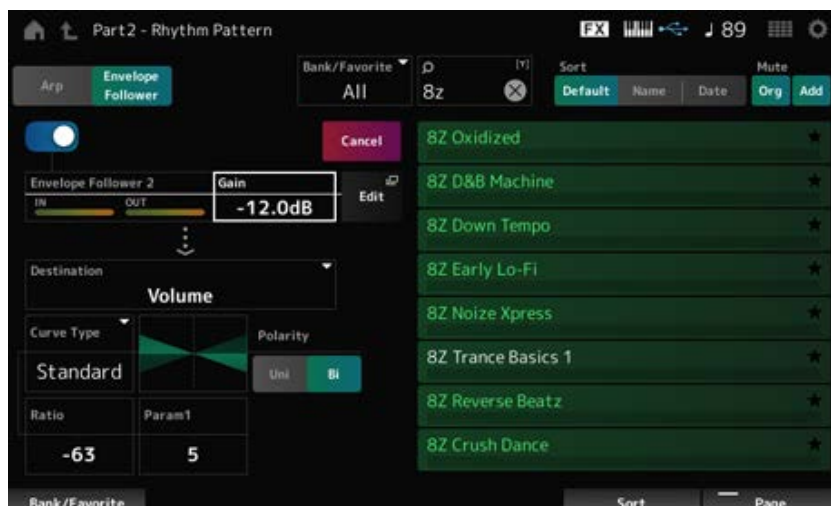 Part2 - Rhythm Pattern
FX
♩ 89
Arp
Envelope
Follower
Bank/Favorite
All
[Y]
8z
Sort
Default Name Date
Mute
Org Add
Cancel
Envelope Follower 2
IN OUT
Gain
-12.0dB
Edit
Destination
Volume
Curve Type
Standard
Polarity
Uni Bi
Ratio
-63
Param1
5
8Z Oxidized
8Z D&B Machine
8Z Down Tempo
8Z Early Lo-Fi
8Z Noize Xpress
8Z Trance Basics 1
8Z Reverse Beatz
8Z Crush Dance
Bank/Favorite
Sort
Page